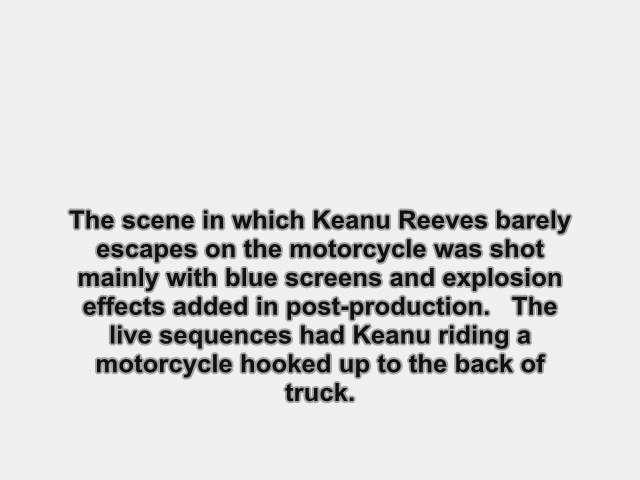 The scene in which Keanu Reeves barely
escapes on the motorcycle was shot
mainly with blue screens and explosion
effects added in post-production.   The
live sequences had Keanu riding a
motorcycle hooked up to the back of
truck.